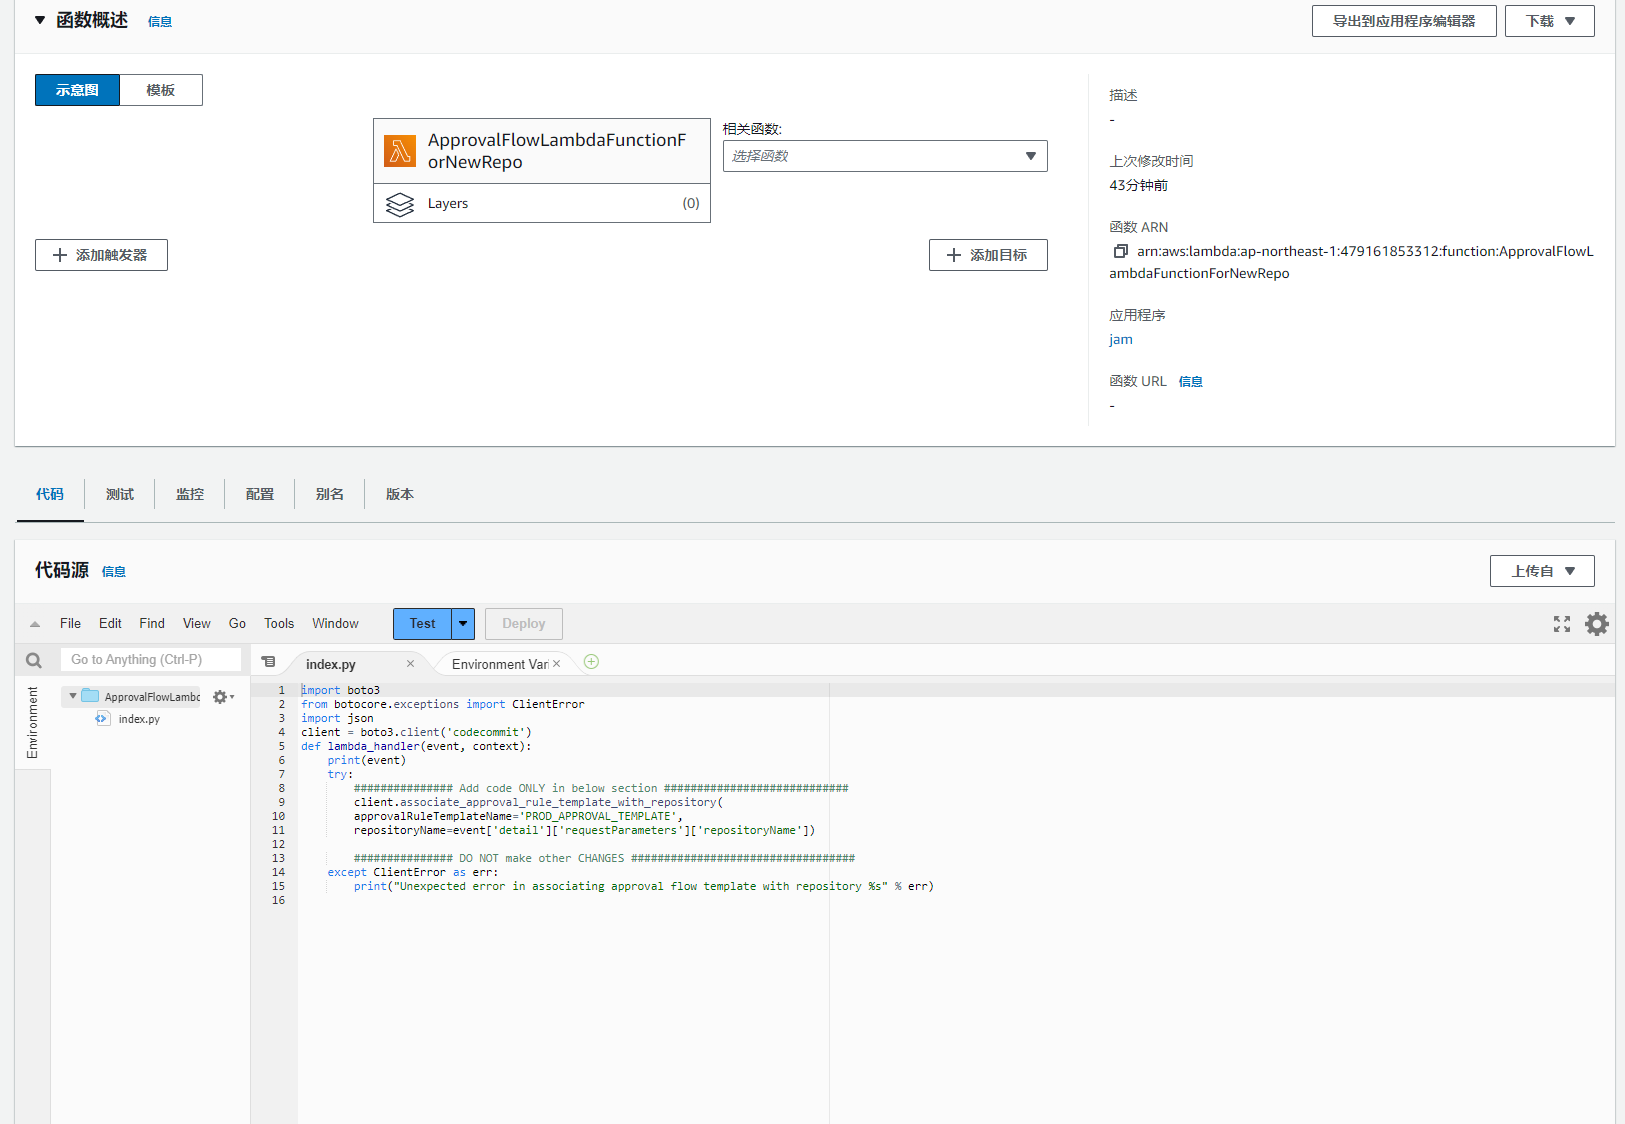 函数概述 信息
导出到应用程序编辑器 下载
示意图 模板
ApprovalFlowLambdaFunctionF
orNewRepo
Layers (0)
相关函数:
选择函数
添加触发器 添加目标
描述
-
上次修改时间
43分钟前
函数 ARN
arn:aws:lambda:ap-northeast-1:479161853312:function:ApprovalFlowL
ambdaFunctionForNewRepo
应用程序
jam
函数 URL 信息
-
代码 测试 监控 配置 别名 版本
代码源 信息
上传自
File Edit Find View Go Tools Window Test Deploy
Go to Anything (Ctrl-P)
index.py Environment Vari
Environment
ApprovalFlowLambd
index.py
1 import boto3
2 from botocore.exceptions import ClientError
3 import json
4 client = boto3.client('codecommit')
5 def lambda_handler(event, context):
6 print(event)
7 try:
8 ############### Add code ONLY in below section ############################
9 client.associate_approval_rule_template_with_repository(
10 approvalRuleTemplateName='PROD_APPROVAL_TEMPLATE',
11 repositoryName=event['detail']['requestParameters']['repositoryName'])
12
13 ############### DO NOT make other CHANGES ##################################
14 except ClientError as err:
15 print("Unexpected error in associating approval flow template with repository %s" % err)
16